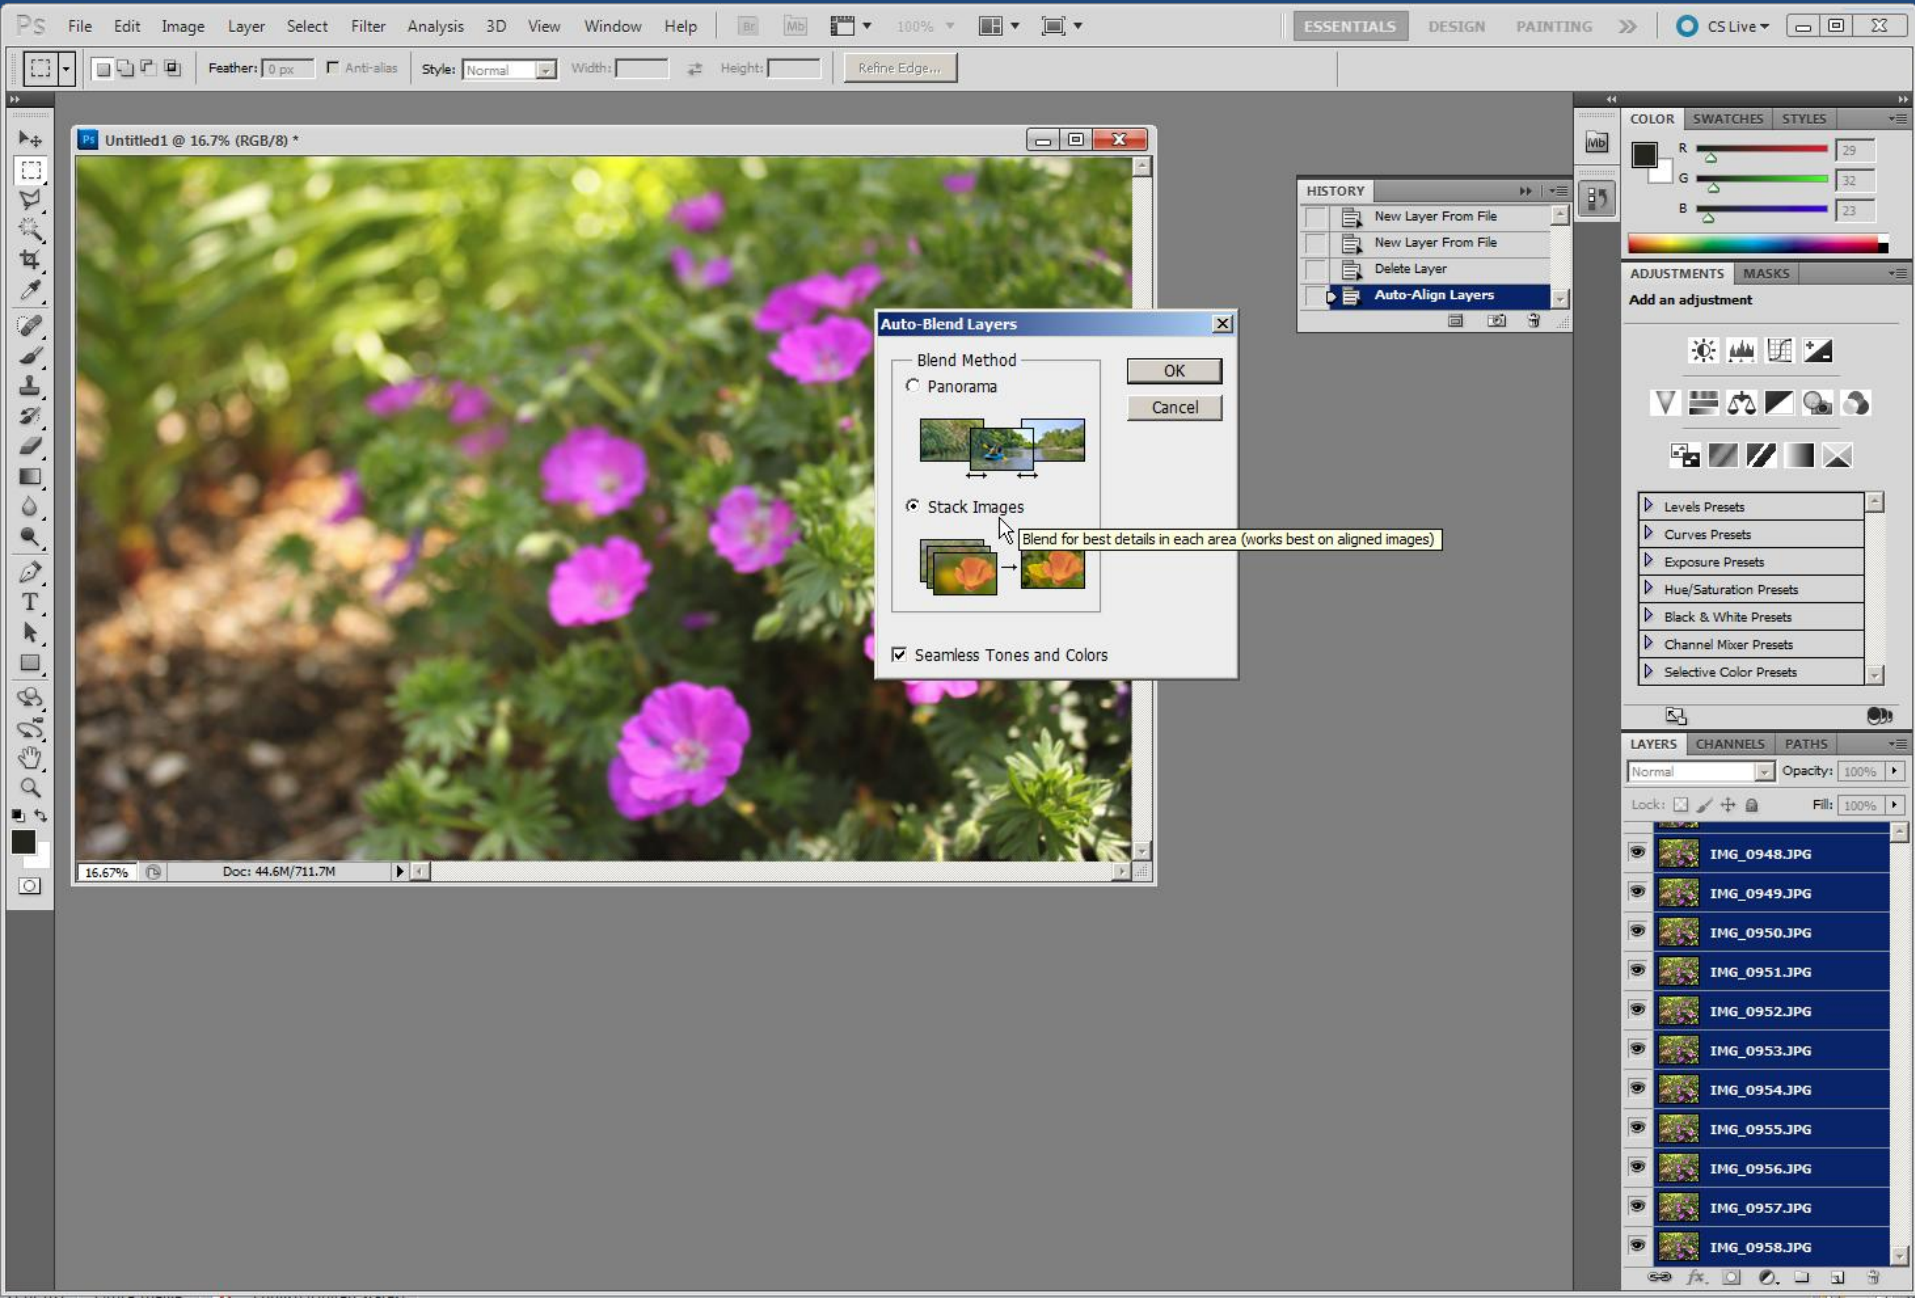 Ps File Edit Image Layer Select Filter Analysis 3D View Window Help Br Mb 100% ESSENTIALS DESIGN PAINTING CS Live
Feather: 0 px Anti-alias Style: Normal Width: Height: Refine Edge...
Ps Untitled1 @ 16.7% (RGB/8) *
16.67% Doc: 44.6M/711.7M
Auto-Blend Layers
Blend Method
Panorama
Stack Images
Seamless Tones and Colors
OK
Cancel
Blend for best details in each area (works best on aligned images)
HISTORY
New Layer From File
New Layer From File
Delete Layer
Auto-Align Layers
Mb
COLOR SWATCHES STYLES
R 29
G 32
B 23
ADJUSTMENTS MASKS
Add an adjustment
Levels Presets
Curves Presets
Exposure Presets
Hue/Saturation Presets
Black & White Presets
Channel Mixer Presets
Selective Color Presets
LAYERS CHANNELS PATHS
Normal Opacity: 100%
Lock: Fill: 100%
IMG_0948.JPG
IMG_0949.JPG
IMG_0950.JPG
IMG_0951.JPG
IMG_0952.JPG
IMG_0953.JPG
IMG_0954.JPG
IMG_0955.JPG
IMG_0956.JPG
IMG_0957.JPG
IMG_0958.JPG
fx.